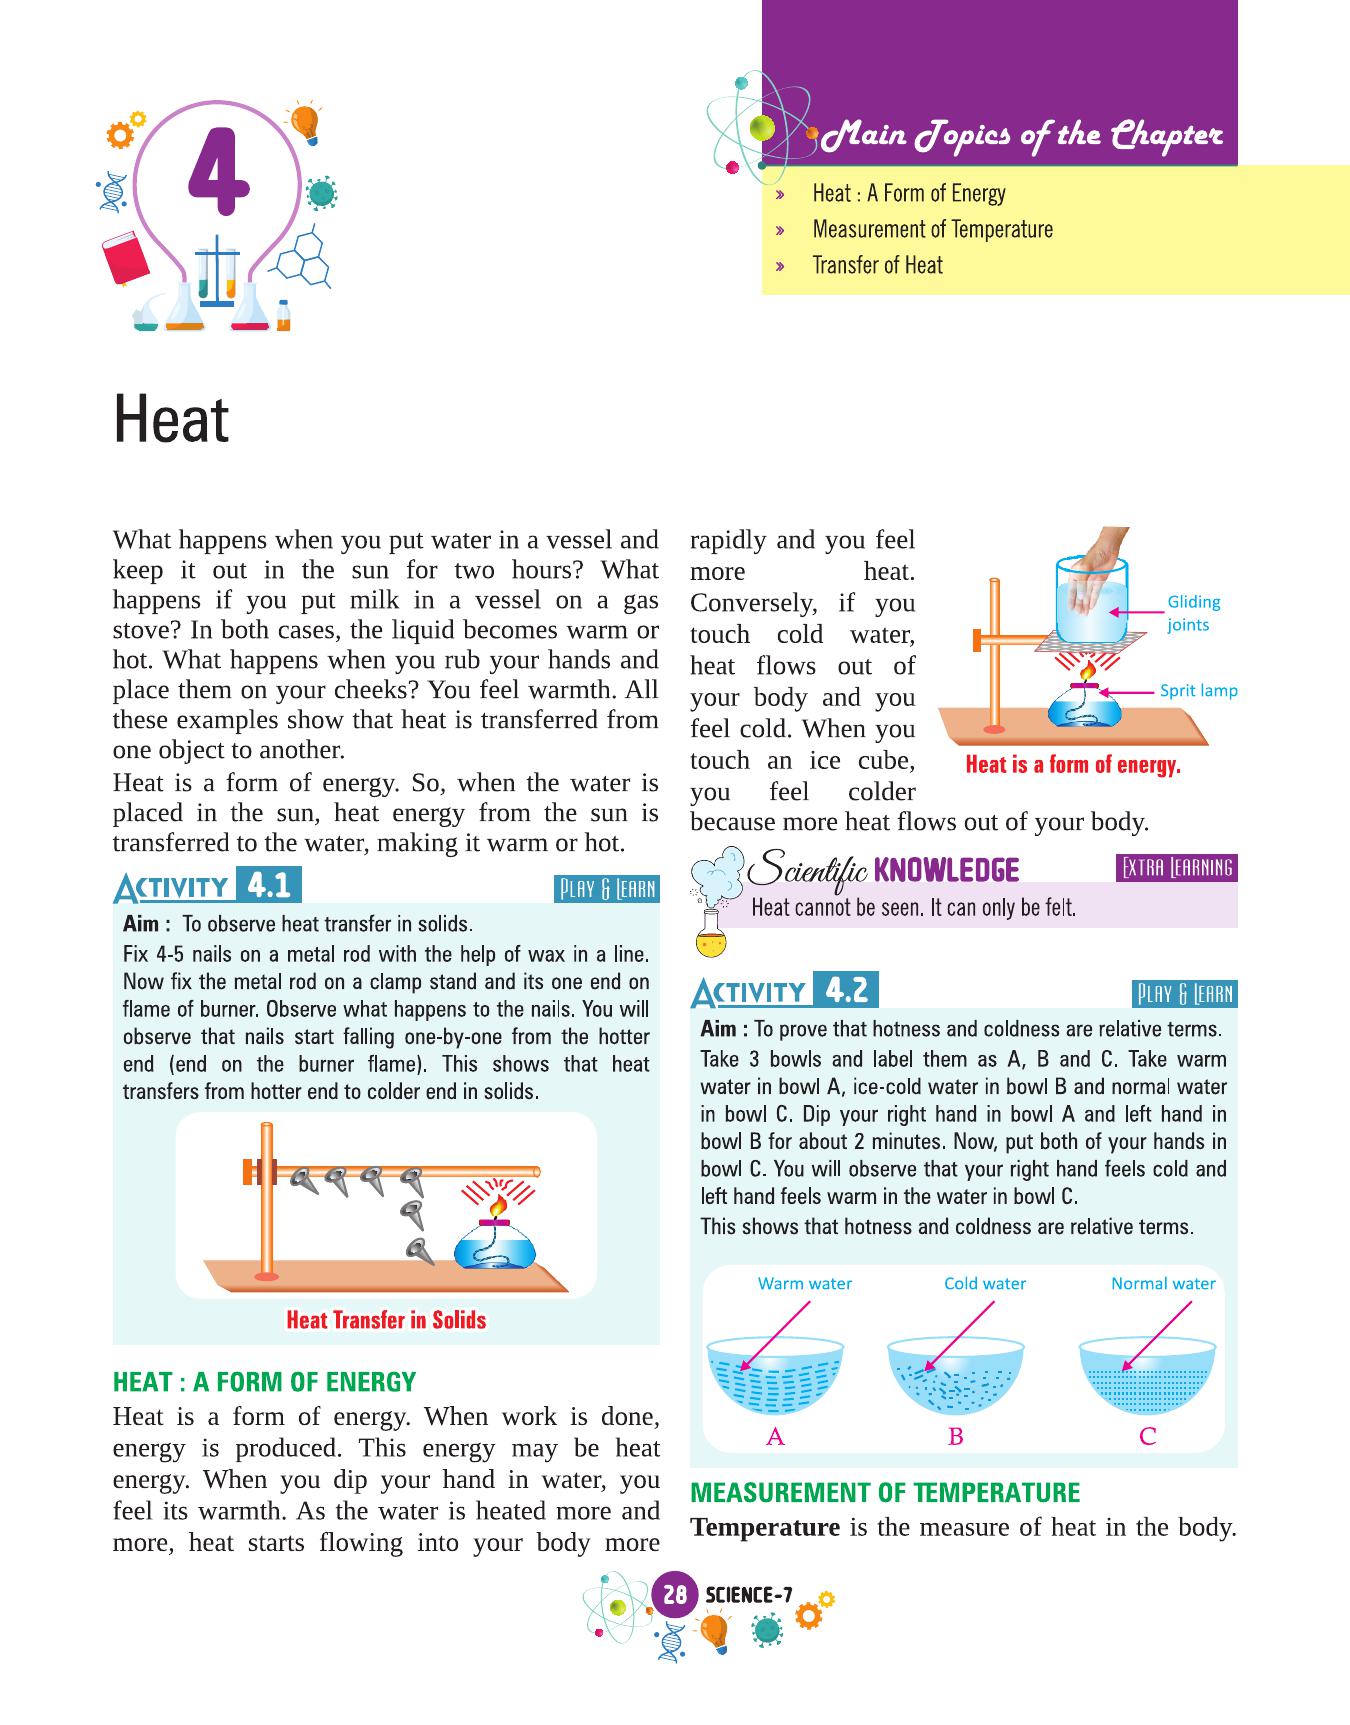 4
Main Topics of the Chapter
» Heat : A Form of Energy
» Measurement of Temperature
» Transfer of Heat
Heat
What happens when you put water in a vessel and
keep it out in the sun for two hours? What
happens if you put milk in a vessel on a gas
stove? In both cases, the liquid becomes warm or
hot. What happens when you rub your hands and
place them on your cheeks? You feel warmth. All
these examples show that heat is transferred from
one object to another.
Heat is a form of energy. So, when the water is
placed in the sun, heat energy from the sun is
transferred to the water, making it warm or hot.
ACTIVITY 4.1
PLAY & LEARN
Aim : To observe heat transfer in solids.
Fix 4-5 nails on a metal rod with the help of wax in a line.
Now fix the metal rod on a clamp stand and its one end on
flame of burner. Observe what happens to the nails. You will
observe that nails start falling one-by-one from the hotter
end (end on the burner flame). This shows that heat
transfers from hotter end to colder end in solids.
Heat Transfer in Solids
HEAT : A FORM OF ENERGY
Heat is a form of energy. When work is done,
energy is produced. This energy may be heat
energy. When you dip your hand in water, you
feel its warmth. As the water is heated more and
more, heat starts flowing into your body more
rapidly and you feel
more heat.
Conversely, if you
touch cold water,
heat flows out of
your body and you
feel cold. When you
touch an ice cube,
you feel colder
because more heat flows out of your body.
Gliding
joints
Sprit lamp
Heat is a form of energy.
Scientific KNOWLEDGE
EXTRA LEARNING
Heat cannot be seen. It can only be felt.
ACTIVITY 4.2
PLAY & LEARN
Aim : To prove that hotness and coldness are relative terms.
Take 3 bowls and label them as A, B and C. Take warm
water in bowl A, ice-cold water in bowl B and normal water
in bowl C. Dip your right hand in bowl A and left hand in
bowl B for about 2 minutes. Now, put both of your hands in
bowl C. You will observe that your right hand feels cold and
left hand feels warm in the water in bowl C.
This shows that hotness and coldness are relative terms.
Warm water Cold water Normal water
A B C
MEASUREMENT OF TEMPERATURE
Temperature is the measure of heat in the body.
28 SCIENCE-7